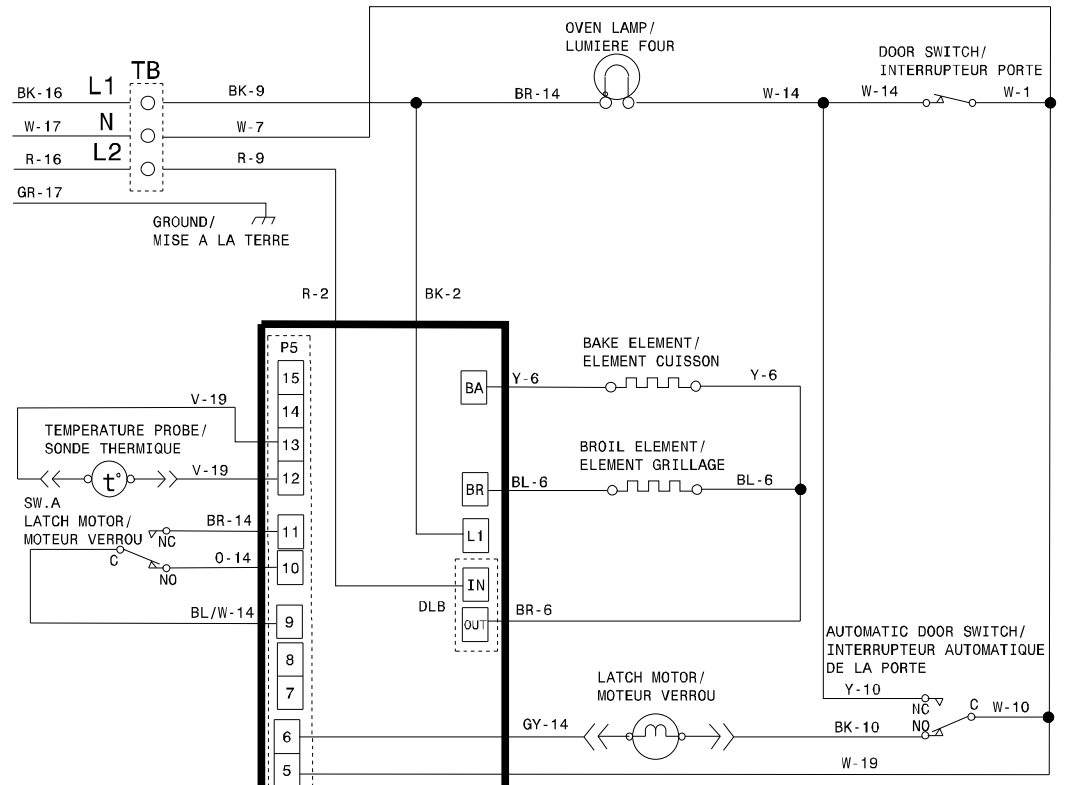 OVEN LAMP/
LUMIERE FOUR
DOOR SWITCH/
INTERRUPTEUR PORTE
TB
BK-16
L1
BK-9
BR-14
W-14
W-14
W-1
W-17
N
W-7
R-16
L2
R-9
GR-17
GROUND/
MISE A LA TERRE
R-2
BK-2
P5
15
14
13
12
11
10
9
8
7
6
5
BA
BR
L1
IN
OUT
DLB
BAKE ELEMENT/
ELEMENT CUISSON
Y-6
Y-6
BROIL ELEMENT/
ELEMENT GRILLAGE
BL-6
BL-6
BR-6
V-19
TEMPERATURE PROBE/
SONDE THERMIQUE
t°
V-19
SW.A
LATCH MOTOR/
MOTEUR VERROU
BR-14
NC
C
O-14
NO
BL/W-14
AUTOMATIC DOOR SWITCH/
INTERRUPTEUR AUTOMATIQUE
DE LA PORTE
LATCH MOTOR/
MOTEUR VERROU
GY-14
Y-10
NC
C
W-10
NO
BK-10
W-19